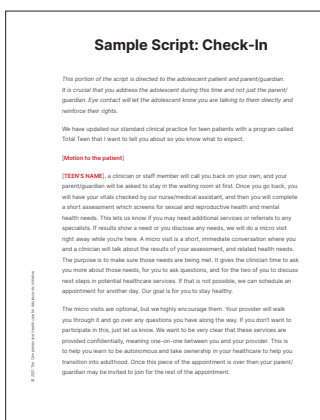 Sample Script: Check-In
This portion of the script is directed to the adolescent patient and parent/guardian.
It is crucial that you address the adolescent during this time and not just the parent/
guardian. Eye contact will let the adolescent know you are talking to them directly and
reinforce their rights.
We have updated our standard clinical practice for teen patients with a program called
Total Teen that I want to tell you about so you know what to expect.
[Motion to the patient]
[TEEN'S NAME], a clinician or staff member will call you back on your own, and your
parent/guardian will be asked to stay in the waiting room at first. Once you go back, you
will have your vitals checked by our nurse/medical assistant, and then you will complete
a short assessment which screens for sexual and reproductive health and mental
health needs. This lets us know if you may need additional services or referrals to any
specialists. If results show a need or you disclose any needs, we will do a micro visit
right away while you're here. A micro visit is a short, immediate conversation where you
and a clinician will talk about the results of your assessment, and related health needs.
The purpose is to make sure those needs are being met. It gives the clinician time to ask
you more about those needs, for you to ask questions, and for the two of you to discuss
next steps in potential healthcare services. If that is not possible, we can schedule an
appointment for another day. Our goal is for you to stay healthy.
The micro visits are optional, but we highly encourage them. Your provider will walk
you through it and go over any questions you have along the way. If you don't want to
participate in this, just let us know. We want to be very clear that these services are
provided confidentially, meaning one-on-one between you and your provider. This is
to help you learn to be autonomous and take ownership in your healthcare to help you
transition into adulthood. Once this piece of the appointment is over then your parent/
guardian may be invited to join for the rest of the appointment.